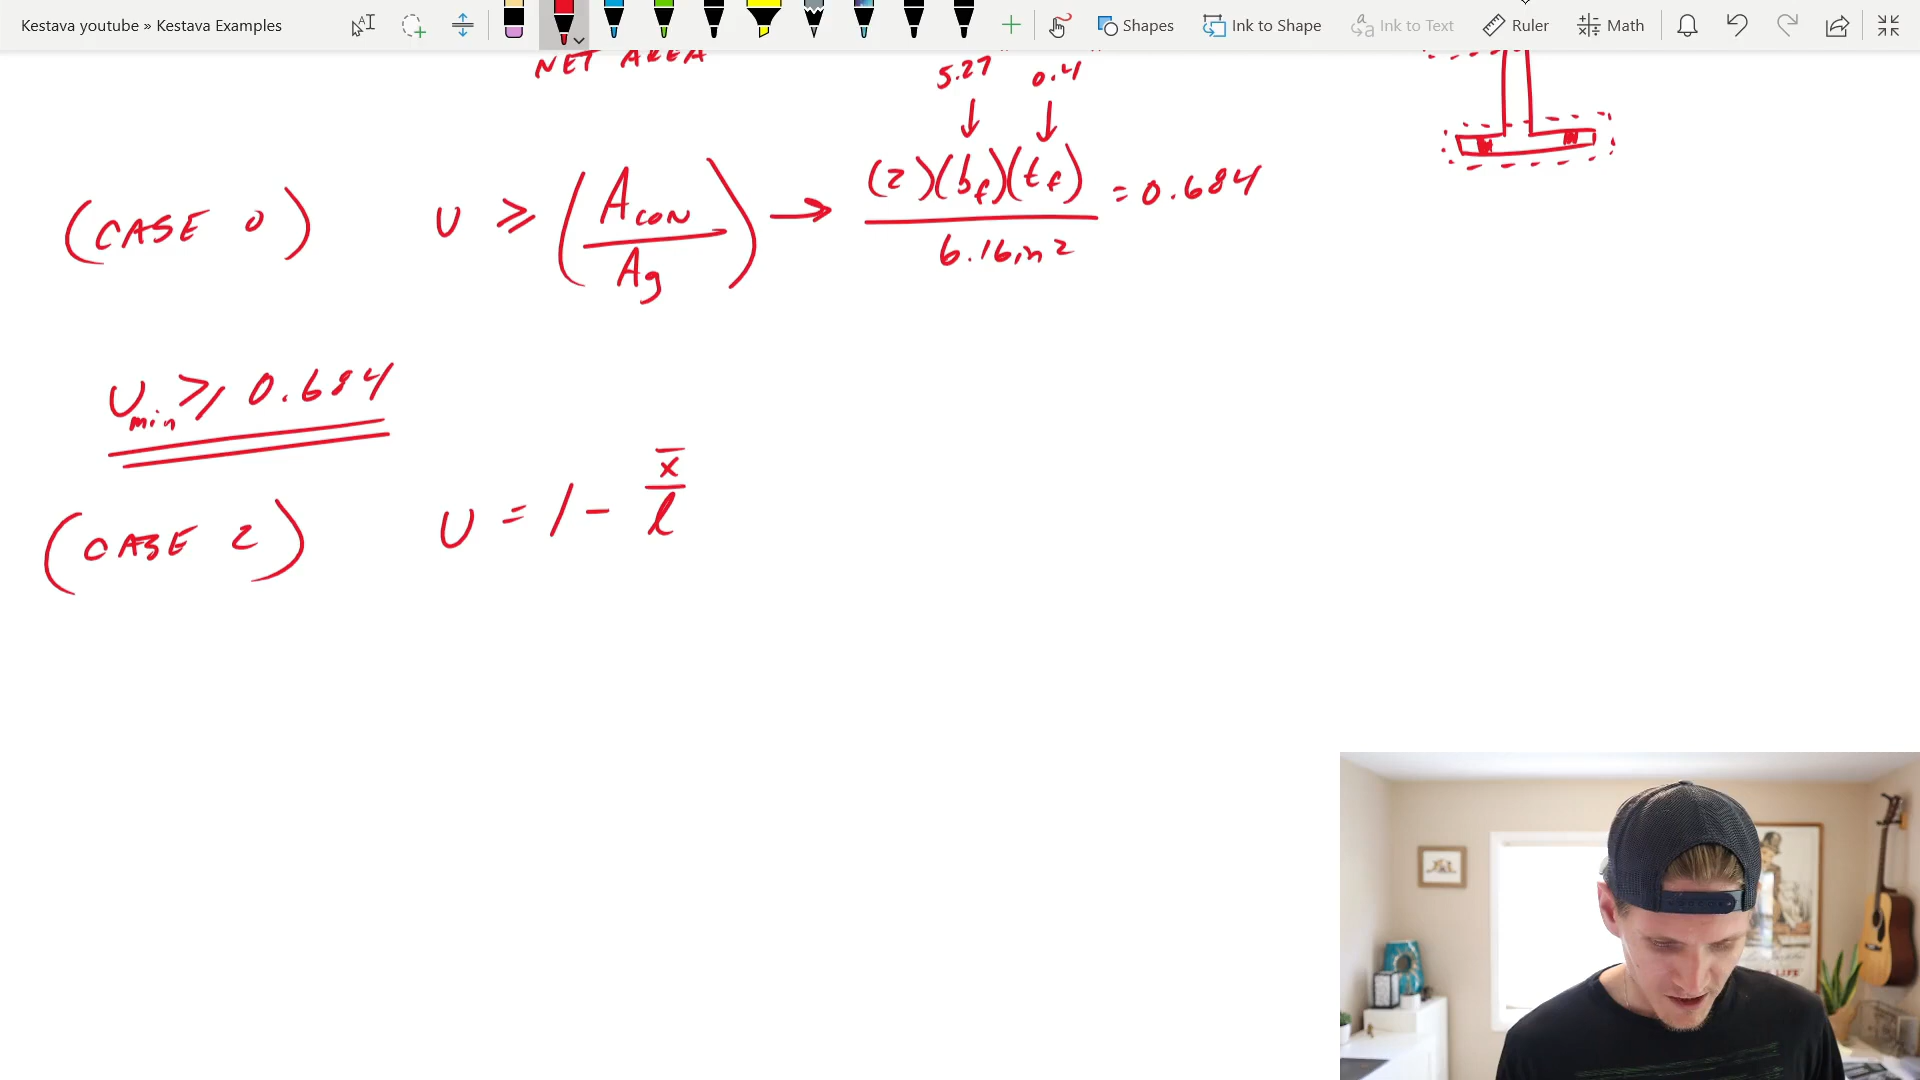 Kestava youtube » Kestava Examples
Shapes
Ink to Shape
Ink to Text
Ruler
Math
NET AREA
5.27 0.4
(CASE 0) U ≥ (Acon/Ag) → (2)(bf)(tf)/6.16in² = 0.684
Umin ≥ 0.684
(CASE 2) U = 1 - x̄/l
LIFE